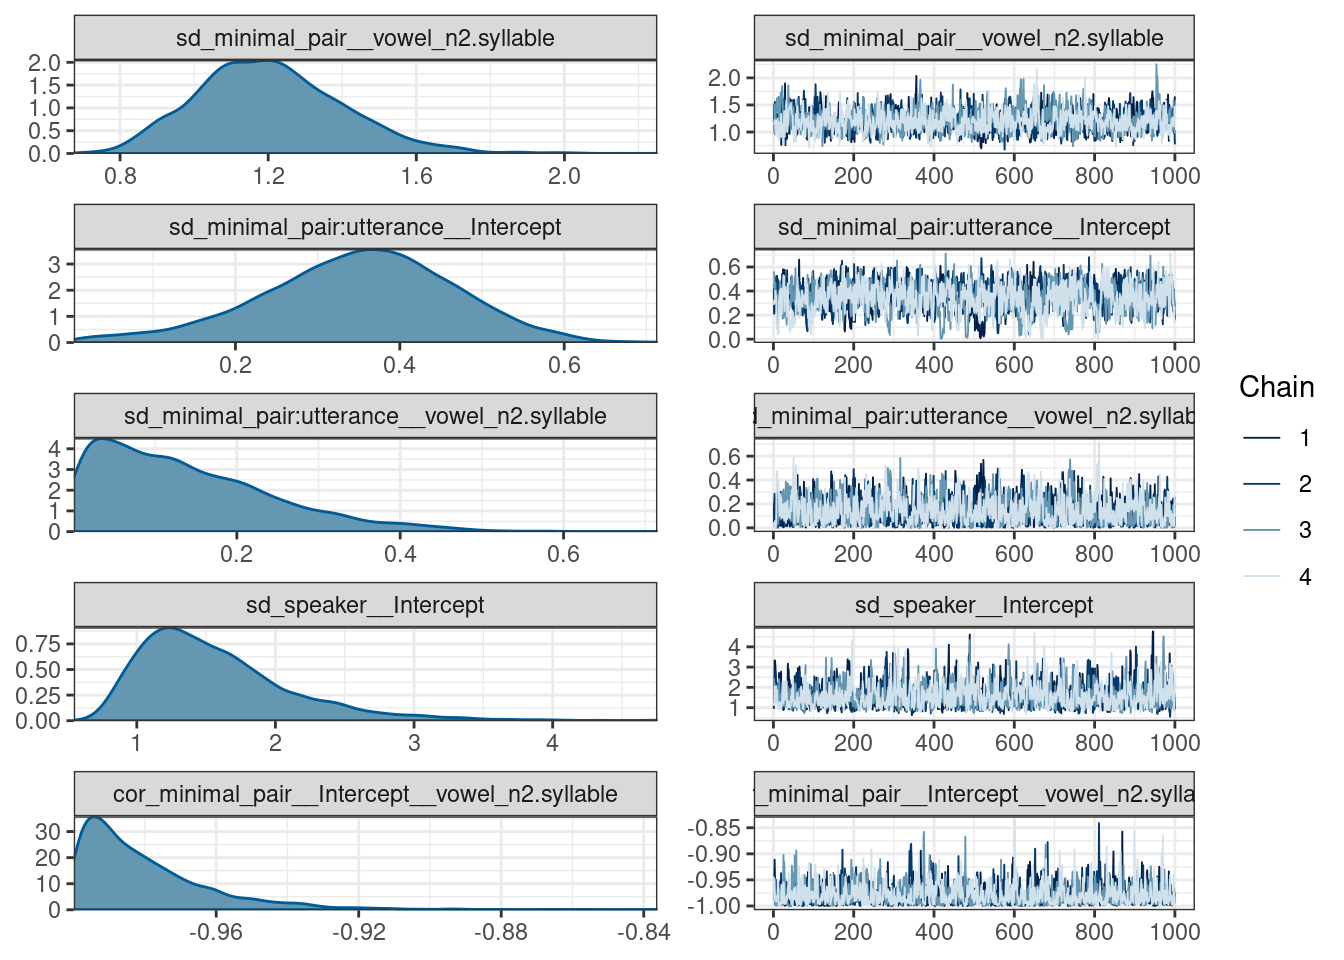 sd_minimal_pair__vowel_n2.syllable
2.0
1.5
1.0
0.5
0.0
0.8 1.2 1.6 2.0
sd_minimal_pair__vowel_n2.syllable
2.0
1.5
1.0
0 200 400 600 800 1000
sd_minimal_pair:utterance__Intercept
3
2
1
0
0.2 0.4 0.6
sd_minimal_pair:utterance__Intercept
0.6
0.4
0.2
0.0
0 200 400 600 800 1000
sd_minimal_pair:utterance__vowel_n2.syllable
4
3
2
1
0
0.2 0.4 0.6
_minimal_pair:utterance__vowel_n2.syllab
0.6
0.4
0.2
0.0
0 200 400 600 800 1000
sd_speaker__Intercept
0.75
0.50
0.25
0.00
1 2 3 4
sd_speaker__Intercept
4
3
2
1
0 200 400 600 800 1000
cor_minimal_pair__Intercept__vowel_n2.syllable
30
20
10
0
-0.96 -0.92 -0.88 -0.84
_minimal_pair__Intercept__vowel_n2.sylla
-0.85
-0.90
-0.95
-1.00
0 200 400 600 800 1000
Chain
1
2
3
4